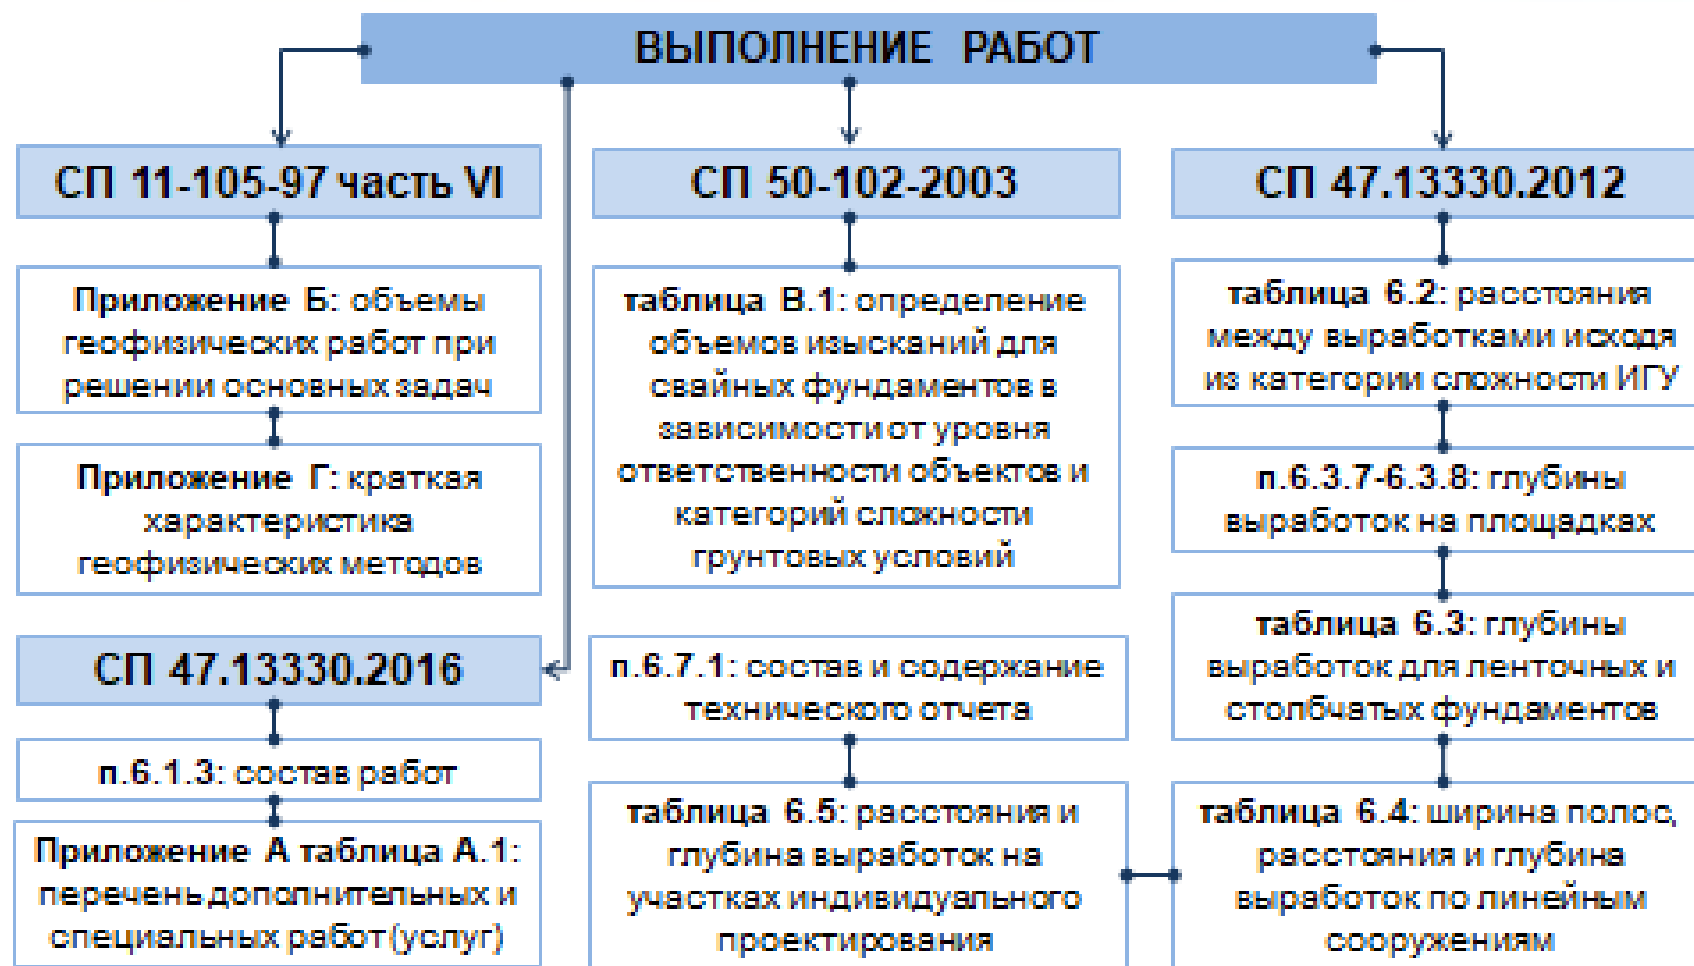 ВЫПОЛНЕНИЕ РАБОТ
СП 11-105-97 часть VI
Приложение Б: объемы
геофизических работ при
решении основных задач
Приложение Г: краткая
характеристика
геофизических методов
СП 47.13330.2016
п.6.1.3: состав работ
Приложение А таблица А.1:
перечень дополнительных и
специальных работ (услуг)
СП 50-102-2003
таблица В.1: определение
объемов изысканий для
свайных фундаментов в
зависимости от уровня
ответственности объектов и
категорий сложности
грунтовых условий
СП 47.13330.2012
таблица 6.2: расстояния
между выработками исходя
из категории сложности ИГУ
п.6.3.7-6.3.8: глубины
выработок на площадках
таблица 6.3: глубины
выработок для ленточных и
столбчатых фундаментов
таблица 6.4: ширина полос,
расстояния и глубина
выработок по линейным
сооружениям
таблица 6.5: расстояния и
глубина выработок на
участках индивидуального
проектирования
п.6.7.1: состав и содержание
технического отчета